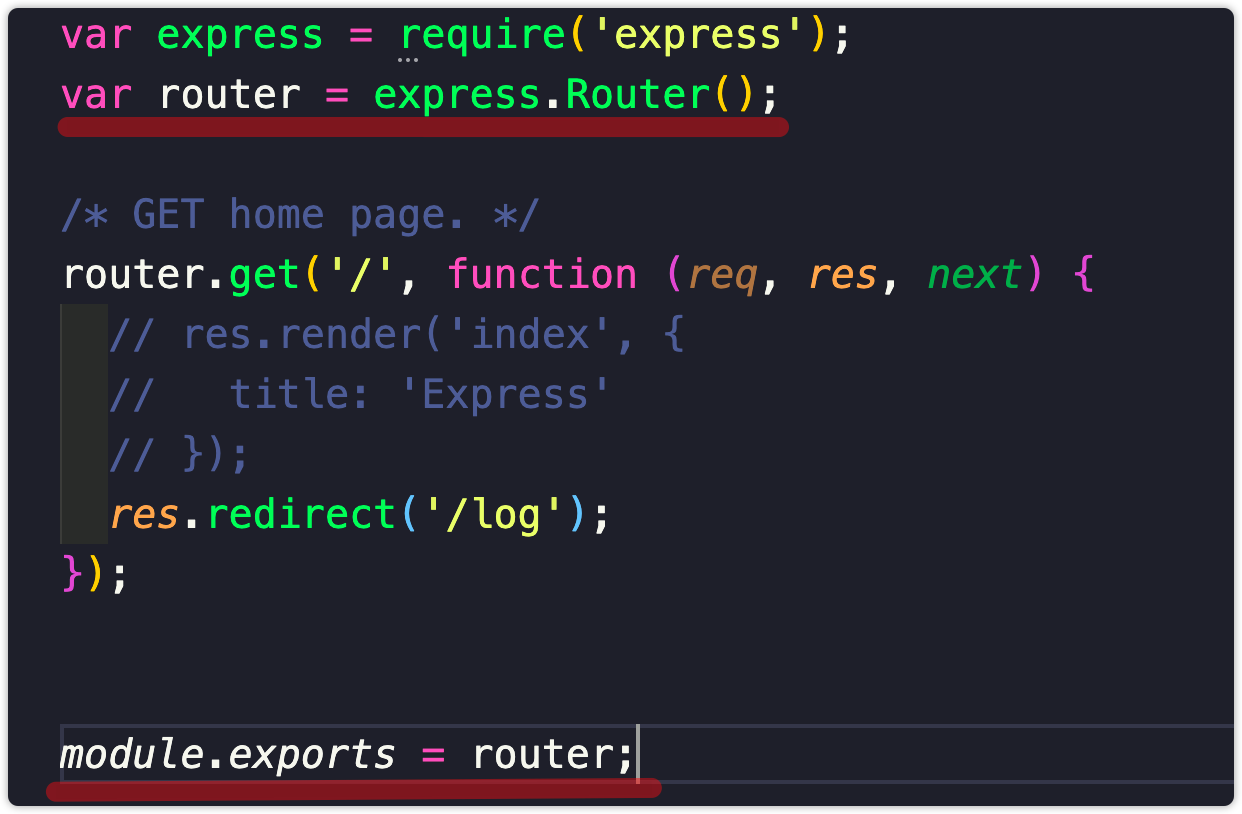 var express = require('express');
var router = express.Router();
/* GET home page. */
router.get('/', function (req, res, next) {
// res.render('index', {
//   title: 'Express'
// });
res.redirect('/log');
});
module.exports = router;